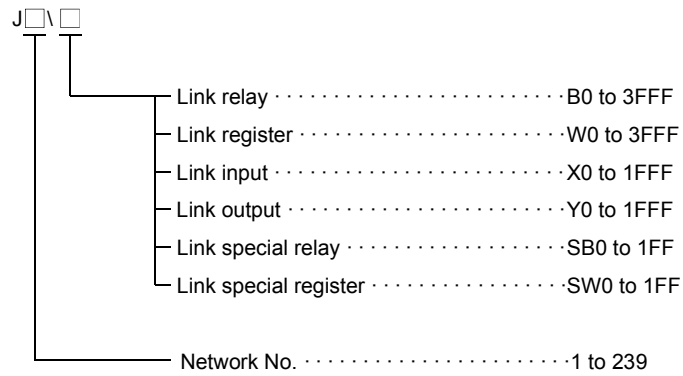 J□\ □
Link relay · · · · · · · · · · · · · · · · · · · · · · · · · B0 to 3FFF
Link register · · · · · · · · · · · · · · · · · · · · · · · W0 to 3FFF
Link input · · · · · · · · · · · · · · · · · · · · · · · · · X0 to 1FFF
Link output · · · · · · · · · · · · · · · · · · · · · · · · Y0 to 1FFF
Link special relay · · · · · · · · · · · · · · · · · · · SB0 to 1FF
Link special register · · · · · · · · · · · · · · · · · SW0 to 1FF
Network No. · · · · · · · · · · · · · · · · · · · · · · · 1 to 239